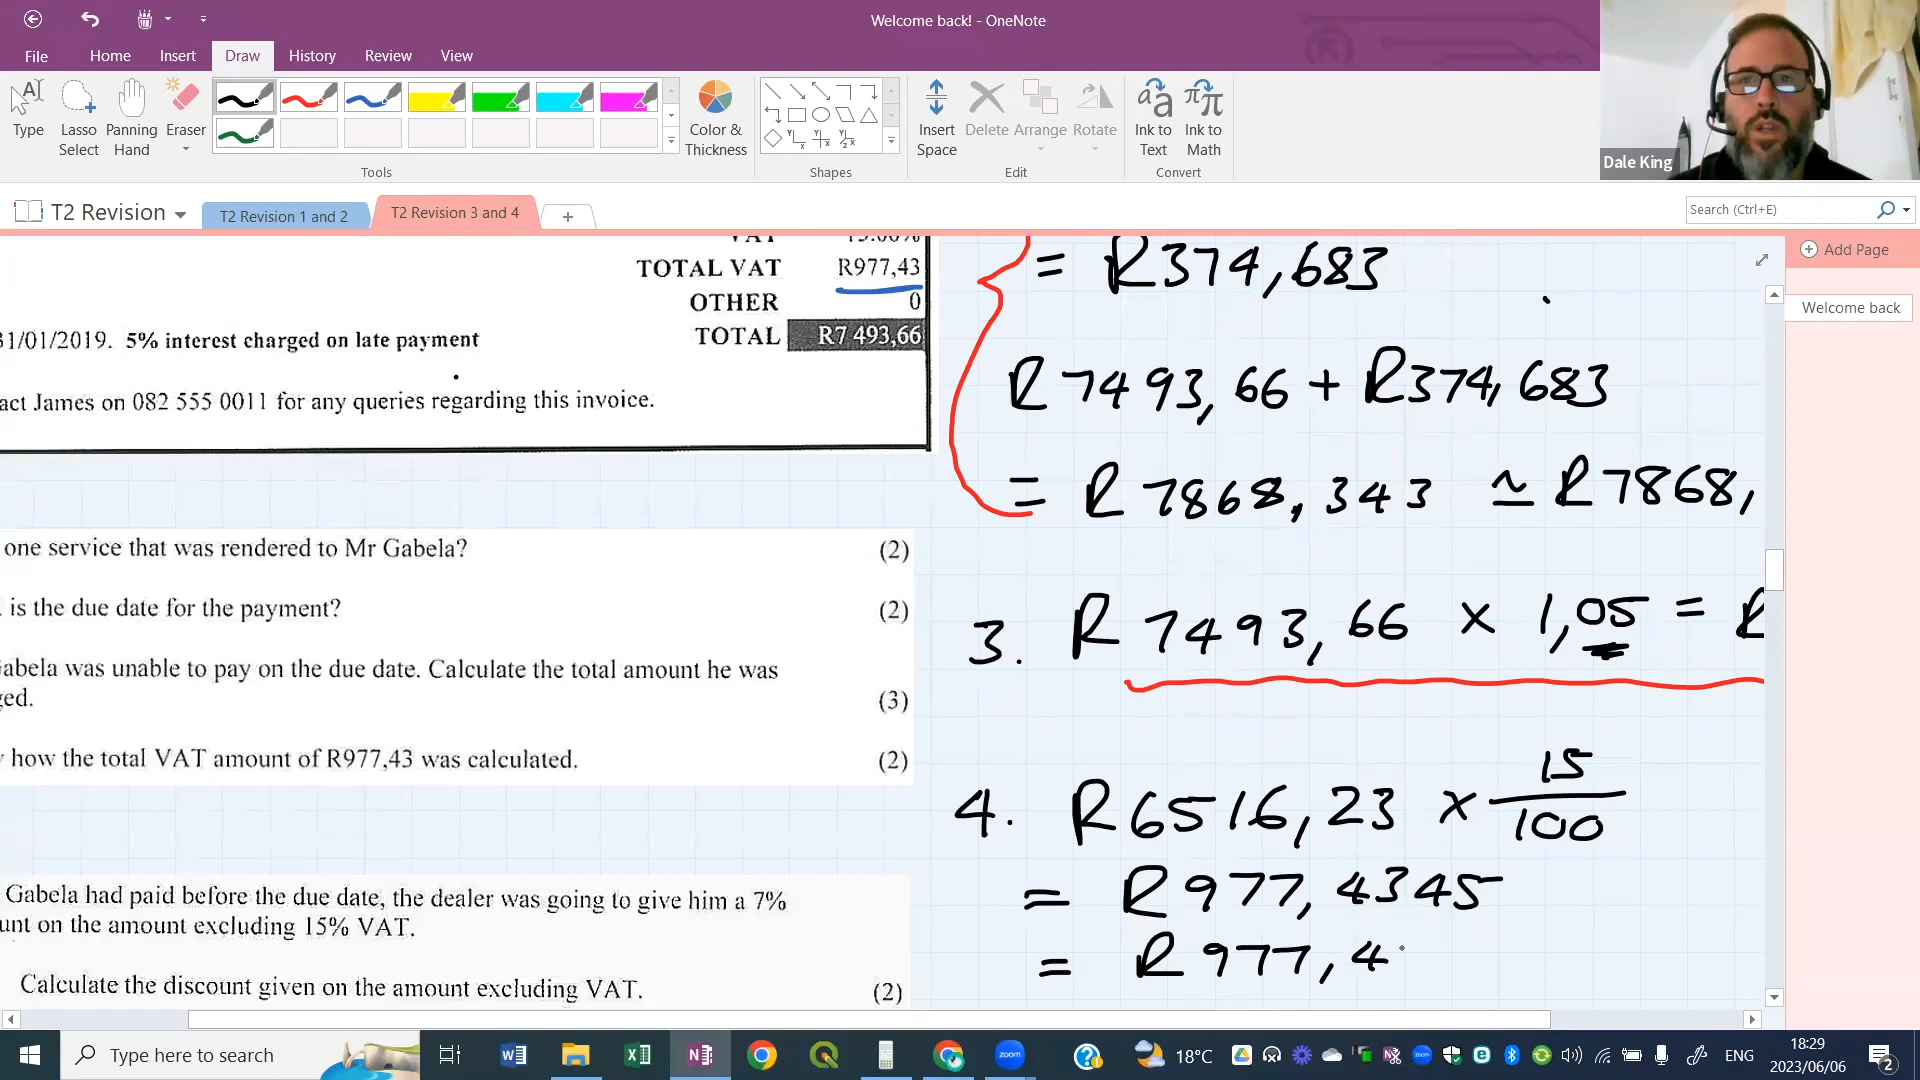 Welcome back! - OneNote
File Home Insert Draw History Review View
Type
Lasso Select
Panning Hand
Eraser
Color & Thickness
Insert Space
Delete
Arrange
Rotate
Ink to Text
Ink to Math
Tools
Shapes
Edit
Convert
Dale King
T2 Revision
T2 Revision 1 and 2
T2 Revision 3 and 4
Search (Ctrl+E)
Add Page
Welcome back
VAT 15.00%
TOTAL VAT R977,43
OTHER 0
TOTAL R7 493,66
31/01/2019. 5% interest charged on late payment
act James on 082 555 0011 for any queries regarding this invoice.
one service that was rendered to Mr Gabela? (2)
is the due date for the payment? (2)
abela was unable to pay on the due date. Calculate the total amount he was
ged. (3)
how the total VAT amount of R977,43 was calculated. (2)
Gabela had paid before the due date, the dealer was going to give him a 7%
unt on the amount excluding 15% VAT.
Calculate the discount given on the amount excluding VAT. (2)
= R374,683
R7493,66 + R374,683
= R7868,343 ≃ R7868,
3. R7493,66 × 1,05 = R
4. R6516,23 × 15/100
= R977,4345
= R977,4
Type here to search
18°C
ENG
18:29
2023/06/06
2